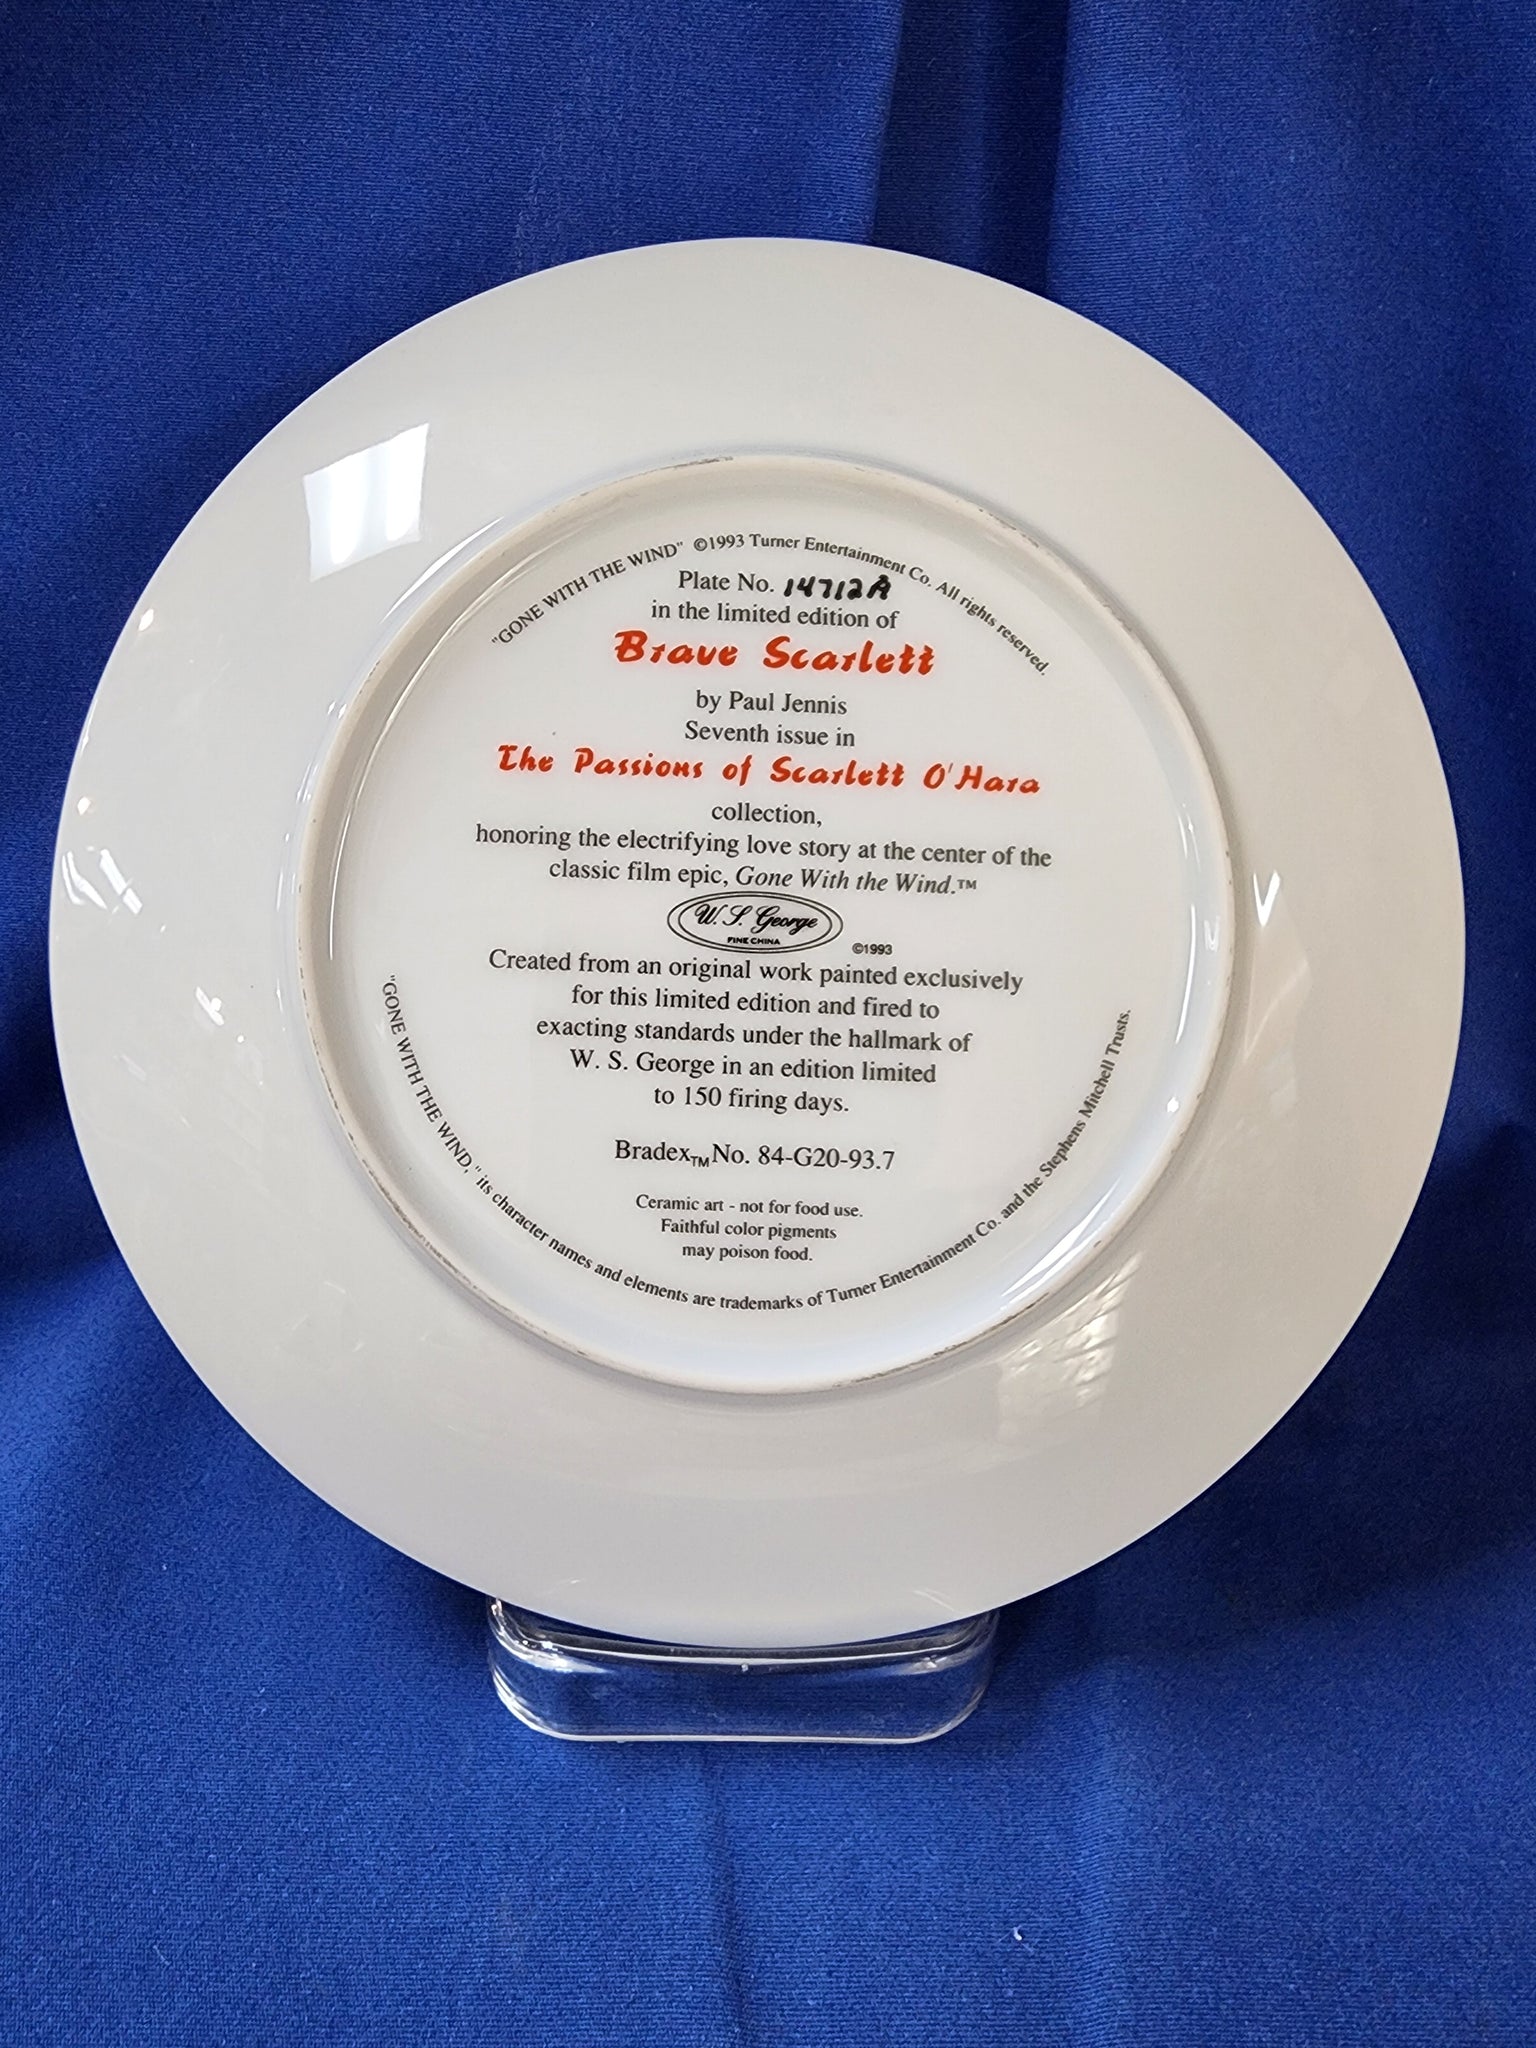 "GONE WITH THE WIND" ©1993 Turner Entertainment Co. All rights reserved.
Plate No. 14712A
in the limited edition of
Brave Scarlett
by Paul Jennis
Seventh issue in
The Passions of Scarlett O'Hara
collection,
honoring the electrifying love story at the center of the
classic film epic, Gone With the Wind.™
W. S. George
FINE CHINA
©1993
Created from an original work painted exclusively
for this limited edition and fired to
exacting standards under the hallmark of
W. S. George in an edition limited
to 150 firing days.
Bradex™ No. 84-G20-93.7
Ceramic art - not for food use.
Faithful color pigments
may poison food.
"GONE WITH THE WIND," its character names and elements are trademarks of Turner Entertainment Co. and the Stephens Mitchell Trusts.